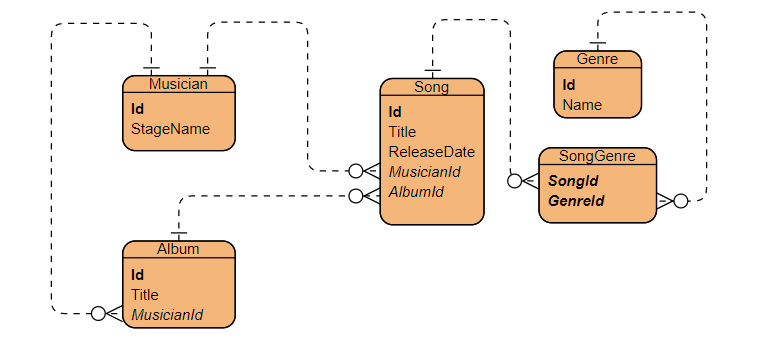 Musician
Id
StageName
Song
Id
Title
ReleaseDate
MusicianId
AlbumId
Genre
Id
Name
SongGenre
SongId
GenreId
Album
Id
Title
MusicianId